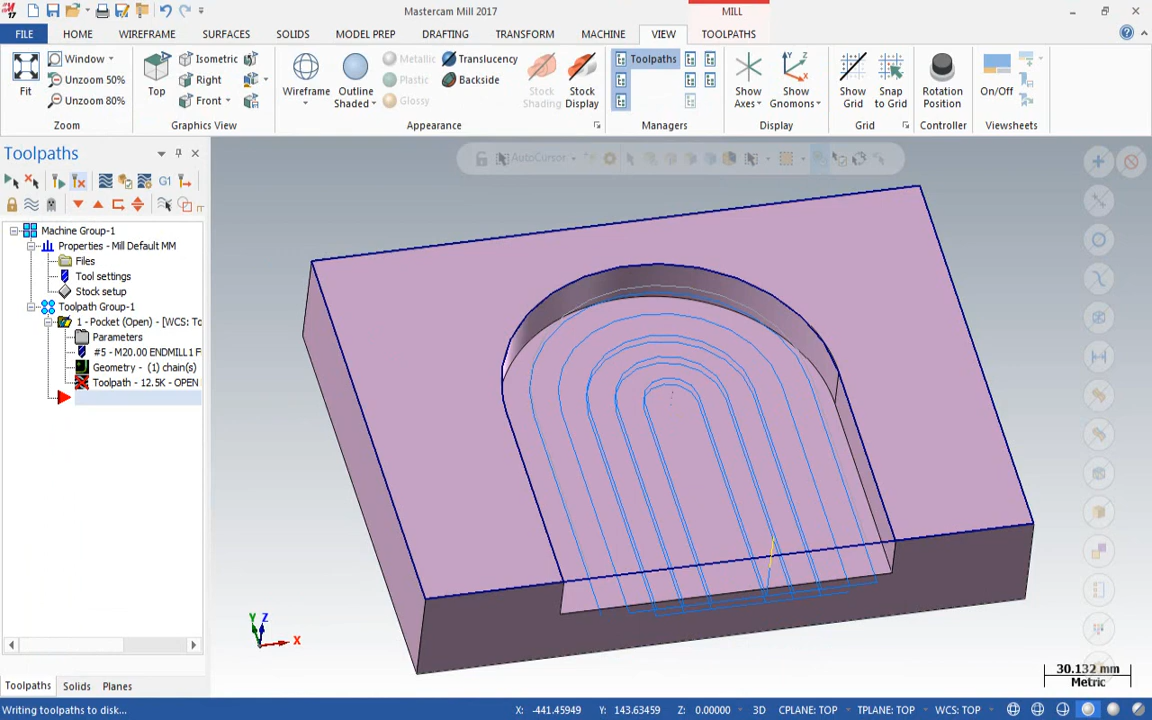 Mastercam Mill 2017
MILL
FILE
HOME
WIREFRAME
SURFACES
SOLIDS
MODEL PREP
DRAFTING
TRANSFORM
MACHINE
VIEW
TOOLPATHS
Fit
Window
Unzoom 50%
Unzoom 80%
Zoom
Top
Isometric
Right
Front
Graphics View
Wireframe
Outline Shaded
Metallic
Plastic
Glossy
Translucency
Backside
Appearance
Stock Shading
Stock Display
Toolpaths
Managers
Show Axes
Show Gnomons
Display
Show Grid
Snap to Grid
Grid
Rotation Position
Controller
On/Off
Viewsheets
Toolpaths
AutoCursor
G1
Machine Group-1
Properties - Mill Default MM
Files
Tool settings
Stock setup
Toolpath Group-1
1 - Pocket (Open) - [WCS: To
Parameters
#5 - M20.00 ENDMILL1 F
Geometry - (1) chain(s)
Toolpath - 12.5K - OPEN
Y Z
X
30.132 mm
Metric
Toolpaths
Solids
Planes
Writing toolpaths to disk...
X: -441.45949
Y: 143.63459
Z: 0.00000
3D
CPLANE: TOP
TPLANE: TOP
WCS: TOP